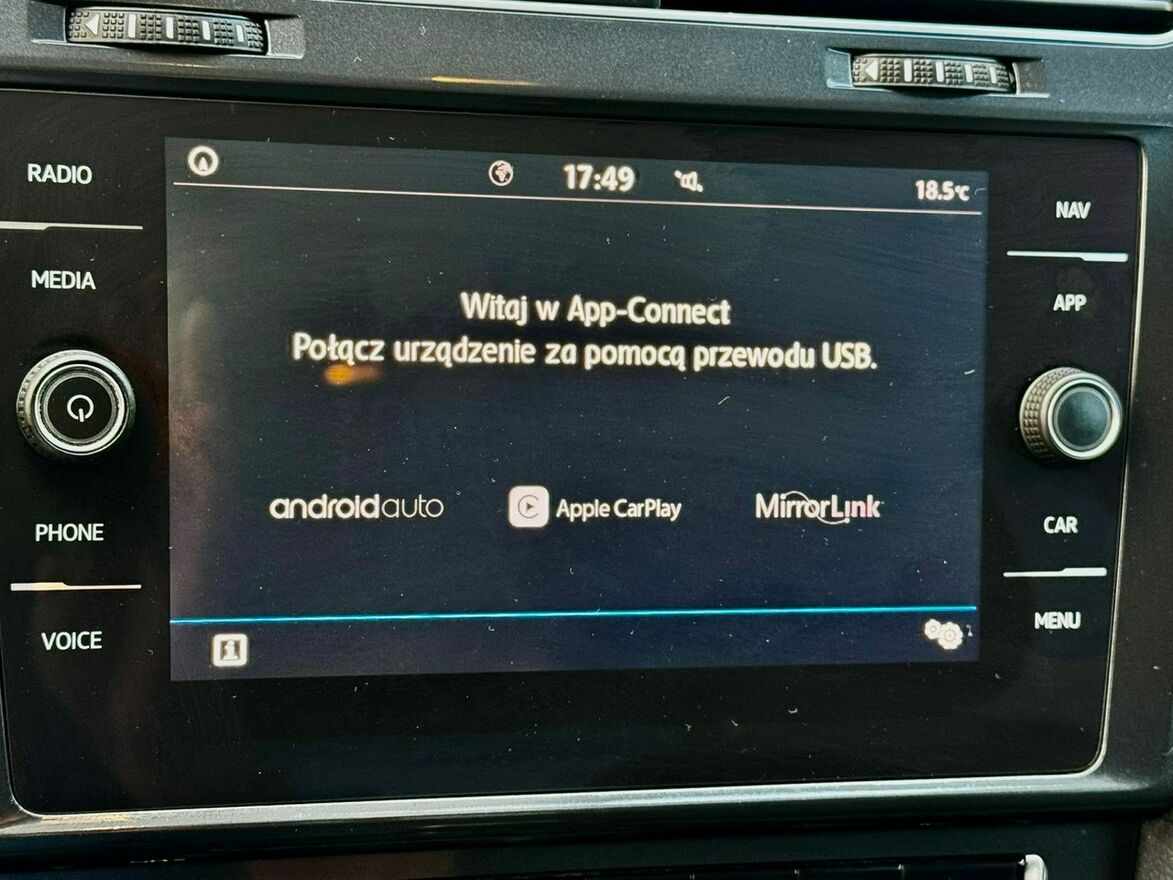 RADIO
MEDIA
PHONE
VOICE
17:49
18.5°C
Witaj w App-Connect
Połącz urządzenie za pomocą przewodu USB.
androidauto
Apple CarPlay
MirrorLink
NAV
APP
CAR
MENU